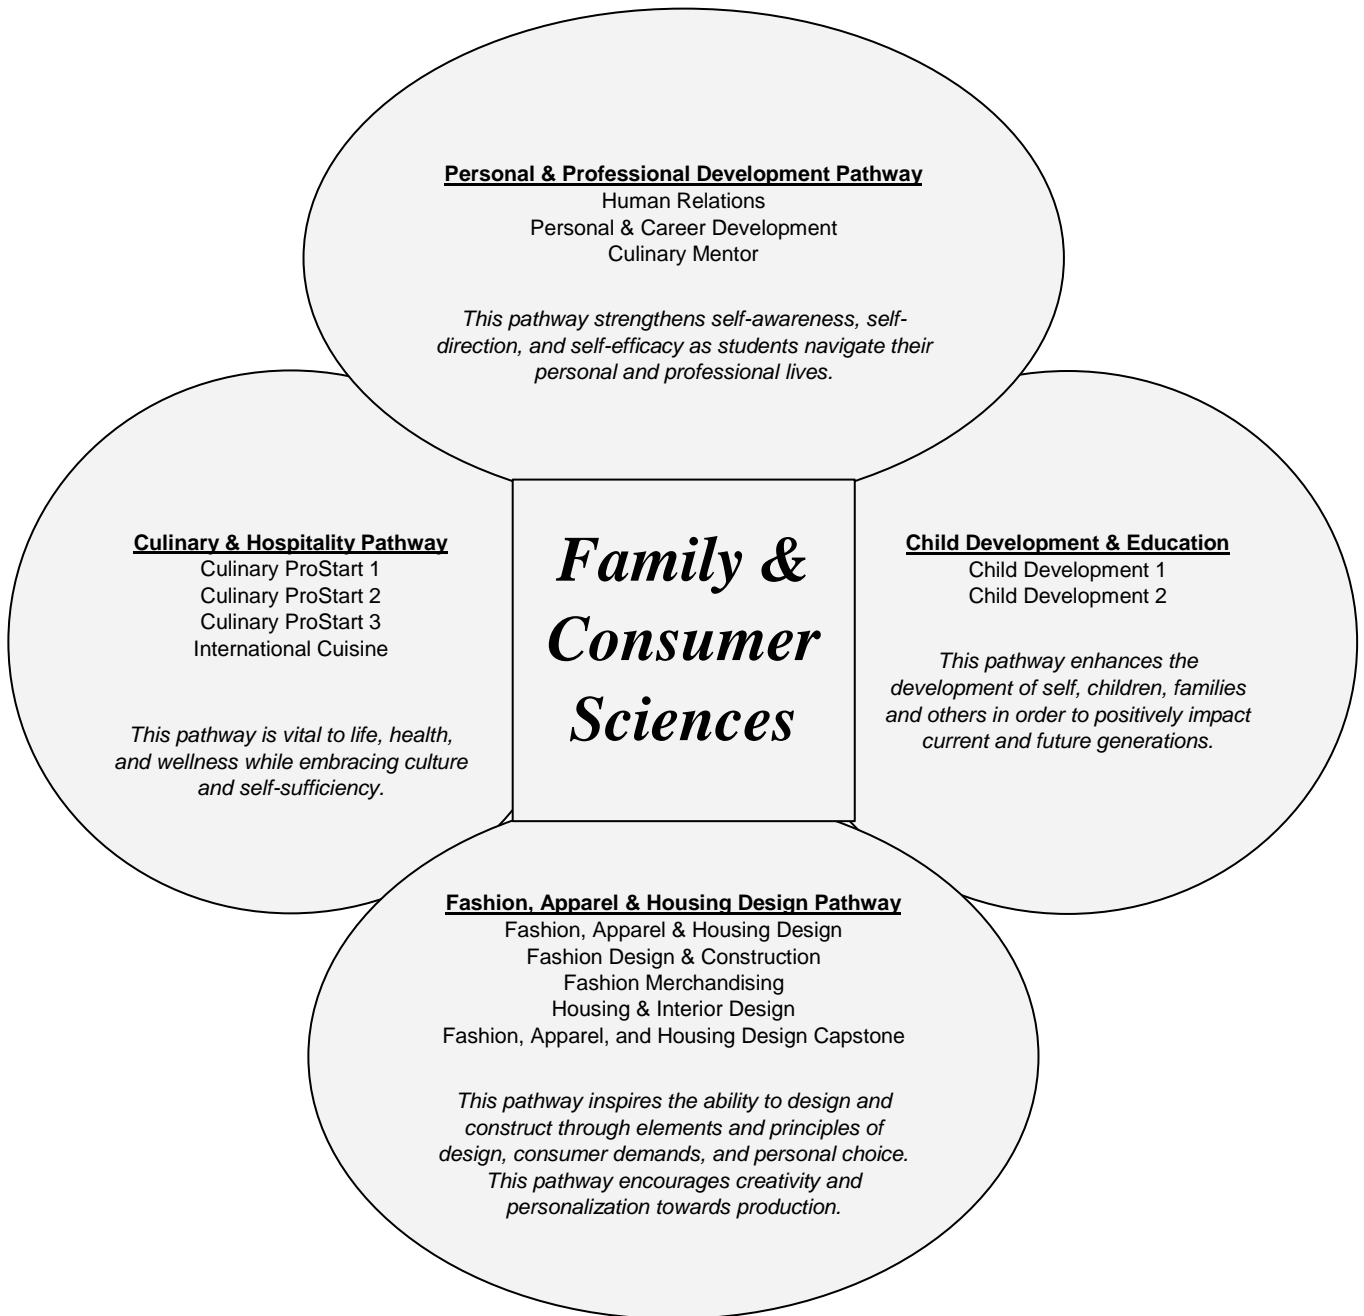 Personal & Professional Development Pathway
Human Relations
Personal & Career Development
Culinary Mentor
This pathway strengthens self-awareness, self-
direction, and self-efficacy as students navigate their
personal and professional lives.
Culinary & Hospitality Pathway
Culinary ProStart 1
Culinary ProStart 2
Culinary ProStart 3
International Cuisine
This pathway is vital to life, health,
and wellness while embracing culture
and self-sufficiency.
Family &
Consumer
Sciences
Child Development & Education
Child Development 1
Child Development 2
This pathway enhances the
development of self, children, families
and others in order to positively impact
current and future generations.
Fashion, Apparel & Housing Design Pathway
Fashion, Apparel & Housing Design
Fashion Design & Construction
Fashion Merchandising
Housing & Interior Design
Fashion, Apparel, and Housing Design Capstone
This pathway inspires the ability to design and
construct through elements and principles of
design, consumer demands, and personal choice.
This pathway encourages creativity and
personalization towards production.